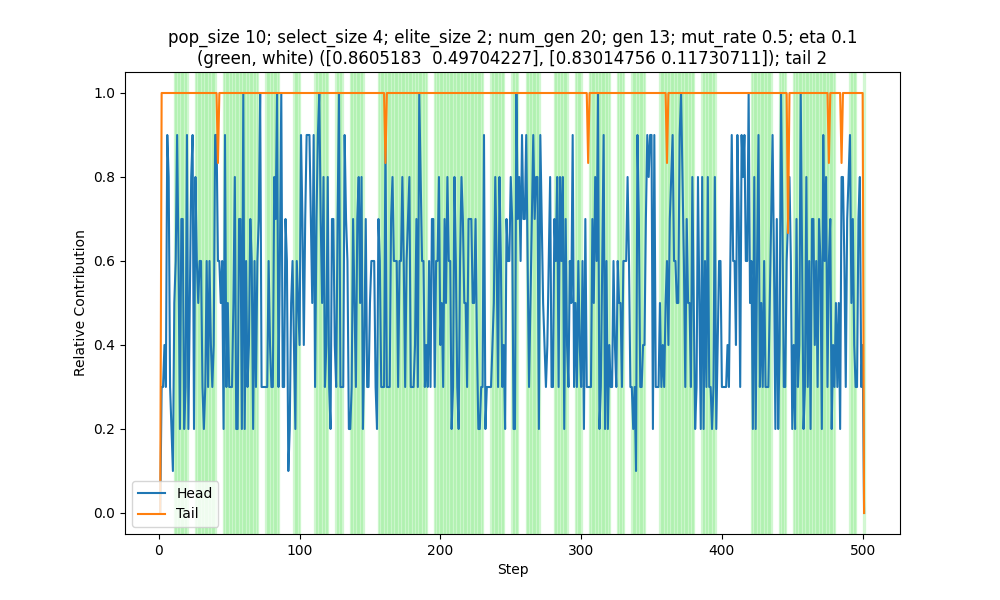 pop_size 10; select_size 4; elite_size 2; num_gen 20; gen 13; mut_rate 0.5; eta 0.1
(green, white) ([0.8605183  0.49704227], [0.83014756 0.11730711]); tail 2
1.0
0.8
0.6
0.4
0.2
0.0
Relative Contribution
Head
Tail
0
100
200
300
400
500
Step